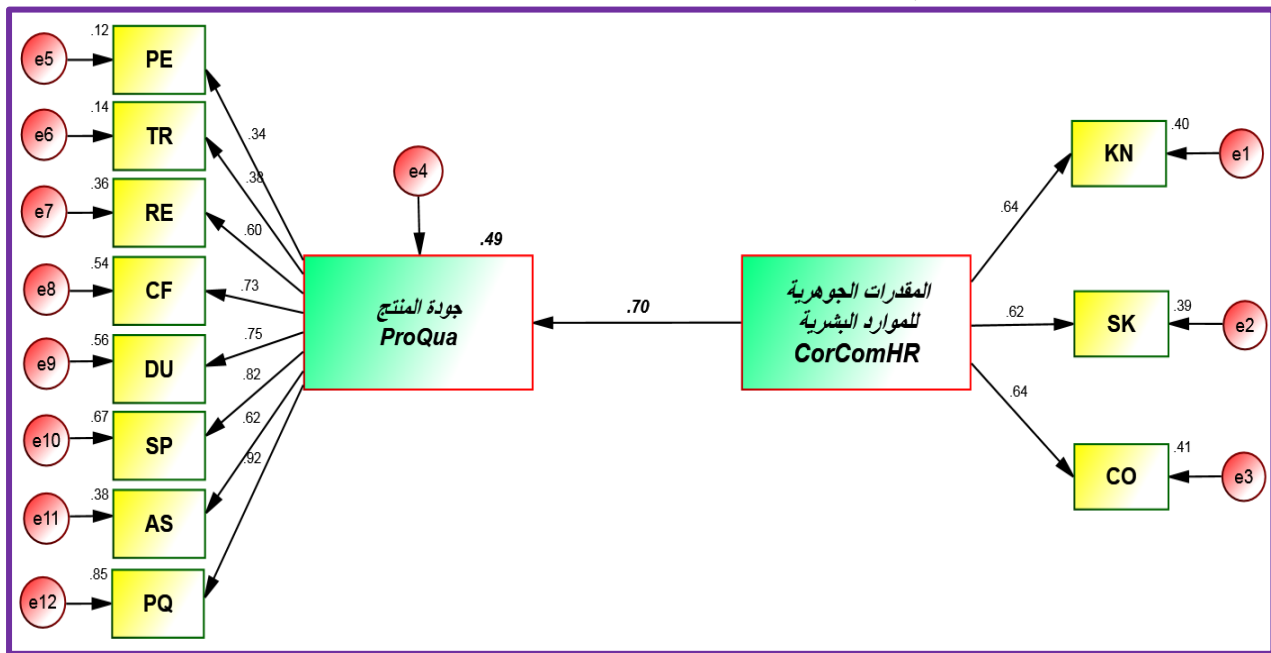 .12
e5
PE
.14
e6
TR
.36
e7
RE
.54
e8
CF
.56
e9
DU
.67
e10
SP
.38
e11
AS
.85
e12
PQ
.34
.38
.60
.73
.75
.82
.62
.92
e4
.49
جودة المنتج
ProQua
.70
المقدرات الجوهرية
للموارد البشرية
CorComHR
.64
.62
.64
KN
.40
e1
SK
.39
e2
CO
.41
e3